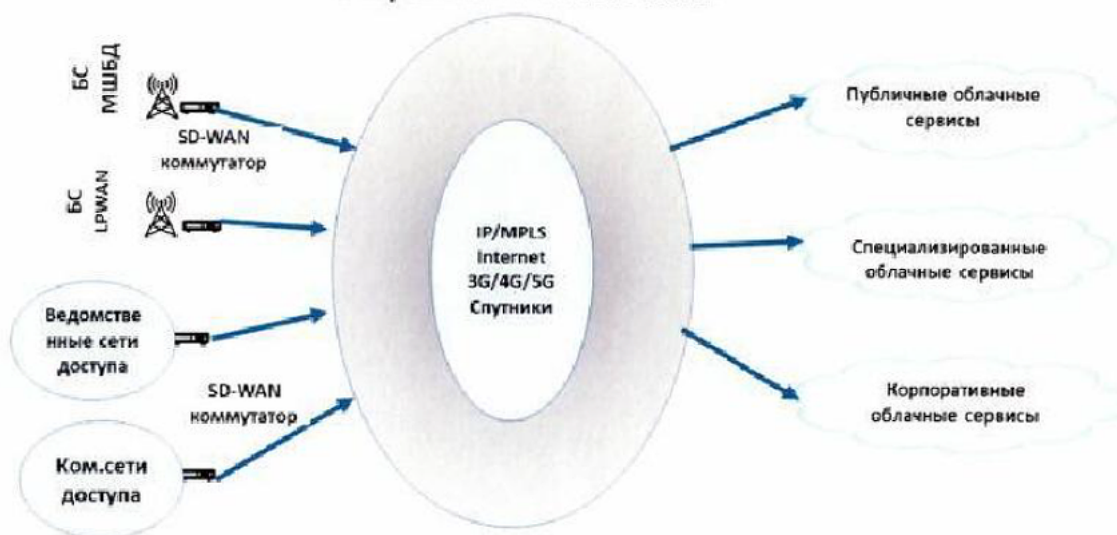 БС
МШБД
SD-WAN
коммутатор
БС
LPWAN
Ведомстве
нные сети
доступа
SD-WAN
коммутатор
Ком.сети
доступа
IP/MPLS
Internet
3G/4G/5G
Спутники
Публичные облачные
сервисы
Специализированные
облачные сервисы
Корпоративные
облачные сервисы